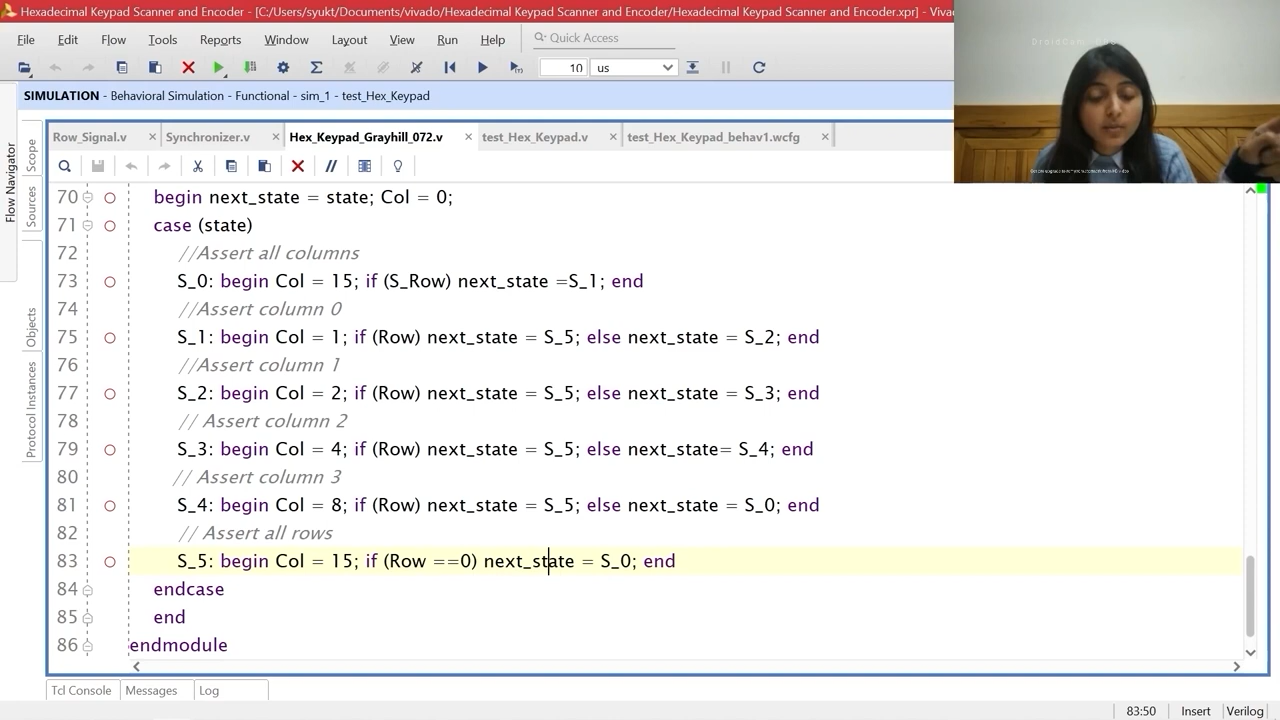 Hexadecimal Keypad Scanner and Encoder - [C:/Users/syukt/Documents/vivado/Hexadecimal Keypad Scanner and Encoder/Hexadecimal Keypad Scanner and Encoder.xpr] - Vivado
File Edit Flow Tools Reports Window Layout View Run Help Quick Access
10 us
SIMULATION - Behavioral Simulation - Functional - sim_1 - test_Hex_Keypad
Row_Signal.v Synchronizer.v Hex_Keypad_Grayhill_072.v test_Hex_Keypad.v test_Hex_Keypad_behav1.wcfg
Flow Navigator
Scope
Sources
Objects
Protocol Instances
70 begin next_state = state; Col = 0;
71 case (state)
72 //Assert all columns
73 S_0: begin Col = 15; if (S_Row) next_state =S_1; end
74 //Assert column 0
75 S_1: begin Col = 1; if (Row) next_state = S_5; else next_state = S_2; end
76 //Assert column 1
77 S_2: begin Col = 2; if (Row) next_state = S_5; else next_state = S_3; end
78 // Assert column 2
79 S_3: begin Col = 4; if (Row) next_state = S_5; else next_state= S_4; end
80 // Assert column 3
81 S_4: begin Col = 8; if (Row) next_state = S_5; else next_state = S_0; end
82 // Assert all rows
83 S_5: begin Col = 15; if (Row ==0) next_state = S_0; end
84 endcase
85 end
86 endmodule
Tcl Console Messages Log
83:50 Insert Verilog